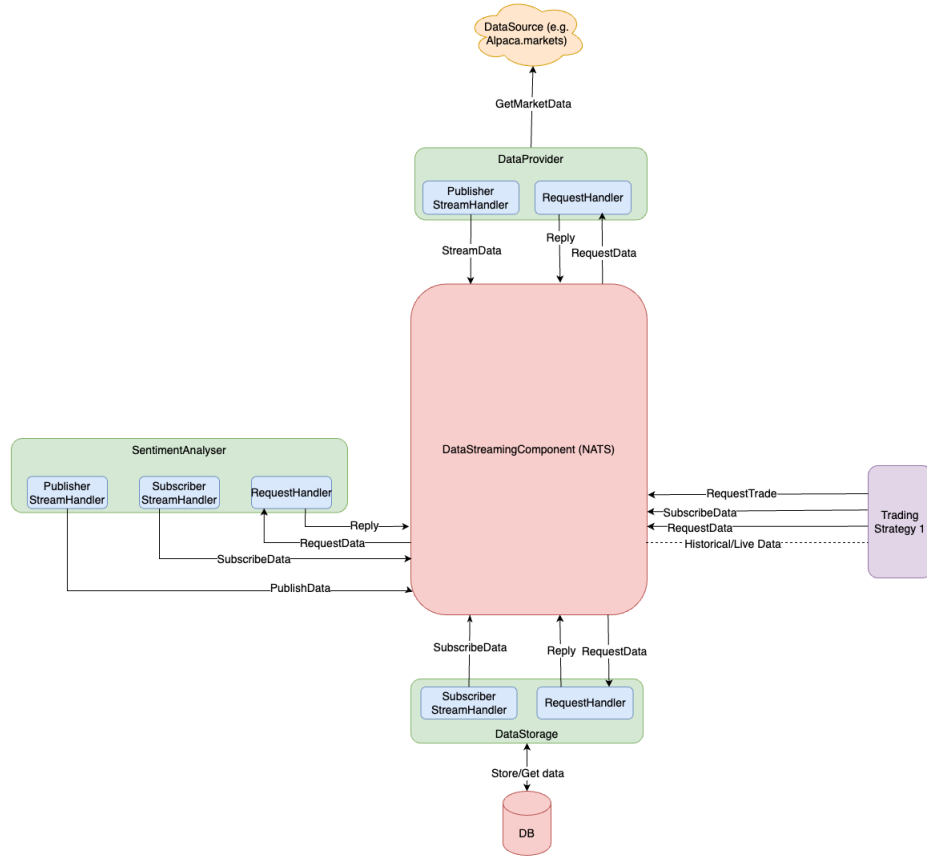 DataSource (e.g.
Alpaca.markets)
GetMarketData
DataProvider
Publisher
StreamHandler
RequestHandler
StreamData
Reply
RequestData
DataStreamingComponent (NATS)
SentimentAnalyser
Publisher
StreamHandler
Subscriber
StreamHandler
RequestHandler
Reply
RequestData
SubscribeData
PublishData
RequestTrade
SubscribeData
RequestData
Historical/Live Data
Trading
Strategy 1
SubscribeData
Reply
RequestData
Subscriber
StreamHandler
RequestHandler
DataStorage
Store/Get data
DB